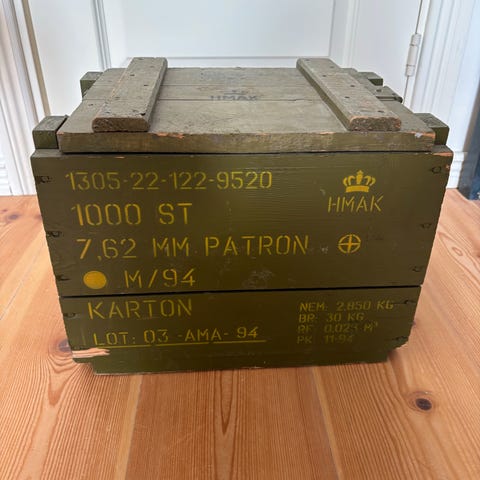 HMAK
1305-22-122-9520
HMAK
1000 ST
7,62 MM PATRON
M/94
KARTON
LOT: 03 -AMA- 94
NEM: 2.850 KG
BR: 30 KG
RF: 0.023 M³
PK: 11-94